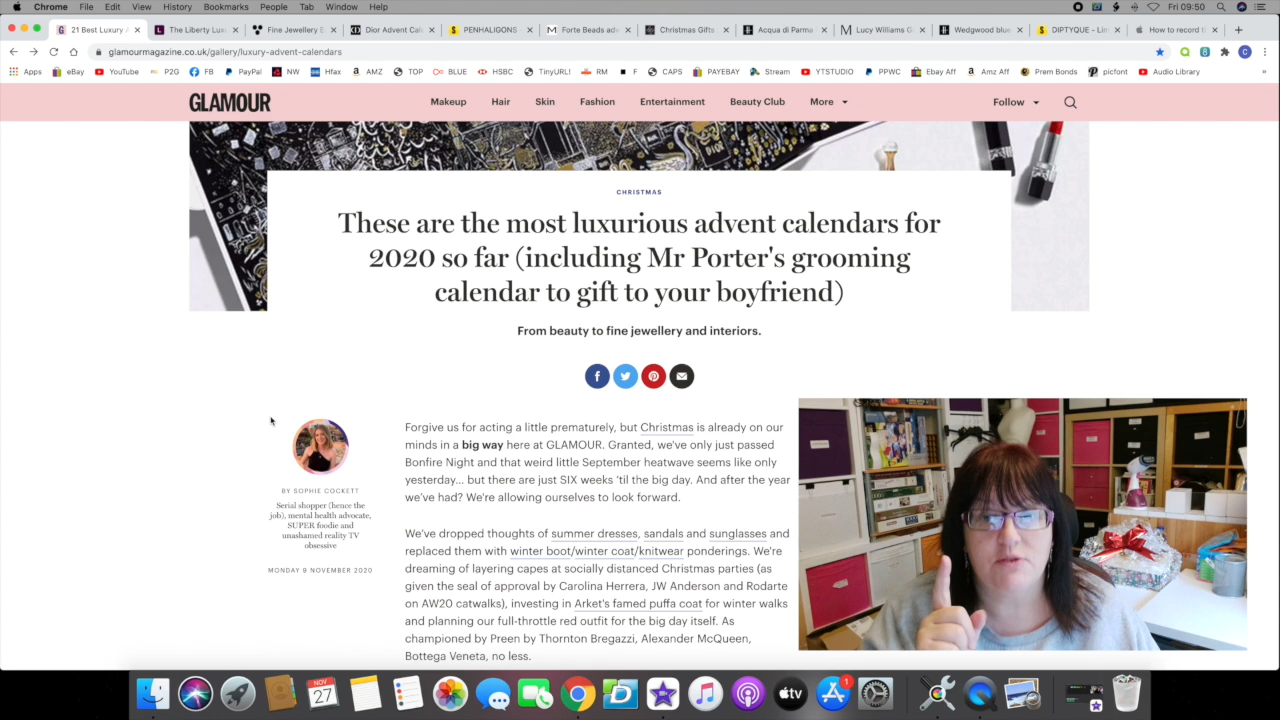 Chrome File Edit View History Bookmarks People Tab Window Help
Fri 09:50
21 Best Luxury
The Liberty Lux
Fine Jewellery E
Dior Advent Cal
PENHALIGONS
Forte Beads adv
Christmas Gifts
Acqua di Parma
Lucy Williams G
Wedgwood blue
DIPTYQUE - Lim
How to record t
glamourmagazine.co.uk/gallery/luxury-advent-calendars
Apps eBay YouTube P2G FB PayPal NW Hfax AMZ TOP BLUE HSBC TinyURL! RM F CAPS PAYEBAY Stream YTSTUDIO PPWC Ebay Aff Amz Aff Prem Bonds picfont Audio Library
GLAMOUR Makeup Hair Skin Fashion Entertainment Beauty Club More Follow
CHRISTMAS
These are the most luxurious advent calendars for
2020 so far (including Mr Porter's grooming
calendar to gift to your boyfriend)
From beauty to fine jewellery and interiors.
BY SOPHIE COCKETT
Serial shopper (hence the
job), mental health advocate,
SUPER foodie and
unashamed reality TV
obsessive
MONDAY 9 NOVEMBER 2020
Forgive us for acting a little prematurely, but Christmas is already on our
minds in a big way here at GLAMOUR. Granted, we've only just passed
Bonfire Night and that weird little September heatwave seems like only
yesterday... but there are just SIX weeks 'til the big day. And after the year
we've had? We're allowing ourselves to look forward.
We've dropped thoughts of summer dresses, sandals and sunglasses and
replaced them with winter boot/winter coat/knitwear ponderings. We're
dreaming of layering capes at socially distanced Christmas parties (as
given the seal of approval by Carolina Herrera, JW Anderson and Rodarte
on AW20 catwalks), investing in Arket's famed puffa coat for winter walks
and planning our full-throttle red outfit for the big day itself. As
championed by Preen by Thornton Bregazzi, Alexander McQueen,
Bottega Veneta, no less.
NOV
27
tv
1